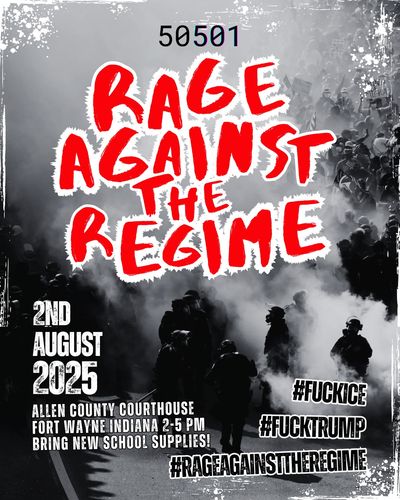 50501
RAGE
AGAINST
THE
REGIME
2ND
AUGUST
2025
ALLEN COUNTY COURTHOUSE
FORT WAYNE INDIANA 2-5 PM
BRING NEW SCHOOL SUPPLIES!
#FUCKICE
#FUCKTRUMP
#RAGEAGAINSTTHEREGIME